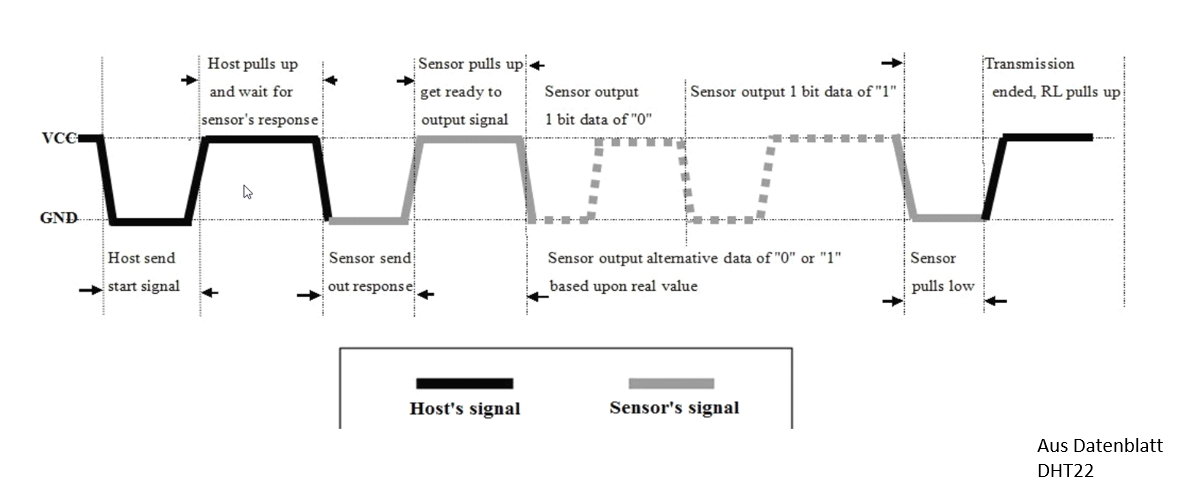 Host pulls up
and wait for
sensor's response
Sensor pulls up
get ready to
output signal
Sensor output
1 bit data of "0"
Sensor output 1 bit data of "1"
Transmission
ended, RL pulls up
VCC
GND
Host send
start signal
Sensor send
out response
Sensor output alternative data of "0" or "1"
based upon real value
Sensor
pulls low
Host's signal
Sensor's signal
Aus Datenblatt
DHT22